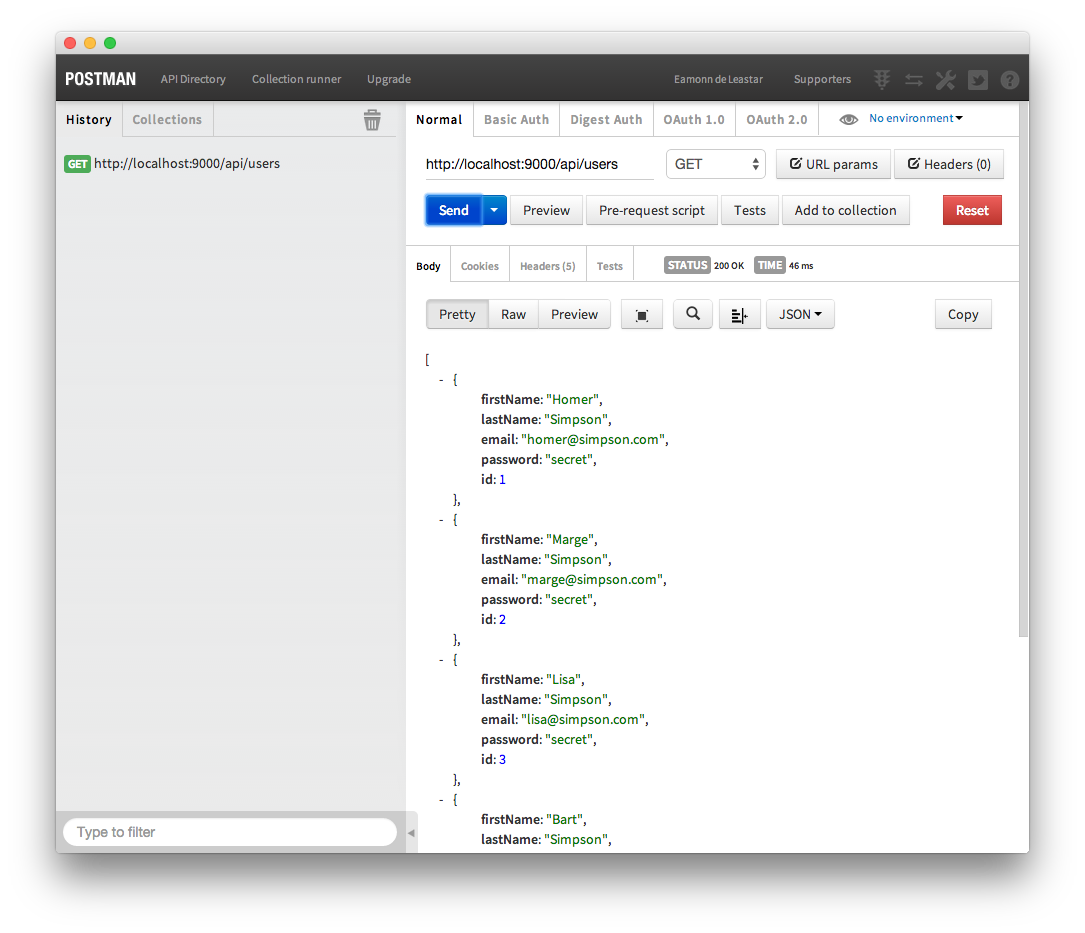 POSTMAN API Directory Collection runner Upgrade Eamonn de Leastar Supporters
History Collections
GET http://localhost:9000/api/users
Type to filter
Normal Basic Auth Digest Auth OAuth 1.0 OAuth 2.0 No environment
http://localhost:9000/api/users GET URL params Headers (0)
Send Preview Pre-request script Tests Add to collection Reset
Body Cookies Headers (5) Tests STATUS 200 OK TIME 46 ms
Pretty Raw Preview JSON Copy
[
- {
firstName: "Homer",
lastName: "Simpson",
email: "homer@simpson.com",
password: "secret",
id: 1
},
- {
firstName: "Marge",
lastName: "Simpson",
email: "marge@simpson.com",
password: "secret",
id: 2
},
- {
firstName: "Lisa",
lastName: "Simpson",
email: "lisa@simpson.com",
password: "secret",
id: 3
},
- {
firstName: "Bart",
lastName: "Simpson",